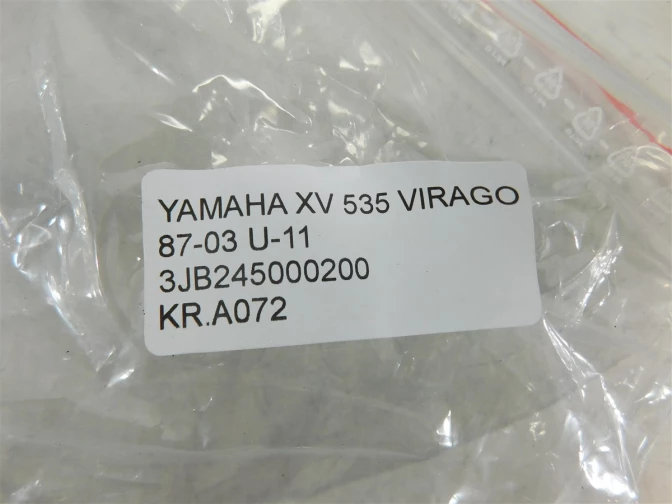 YAMAHA XV 535 VIRAGO
87-03 U-11
3JB245000200
KR.A072